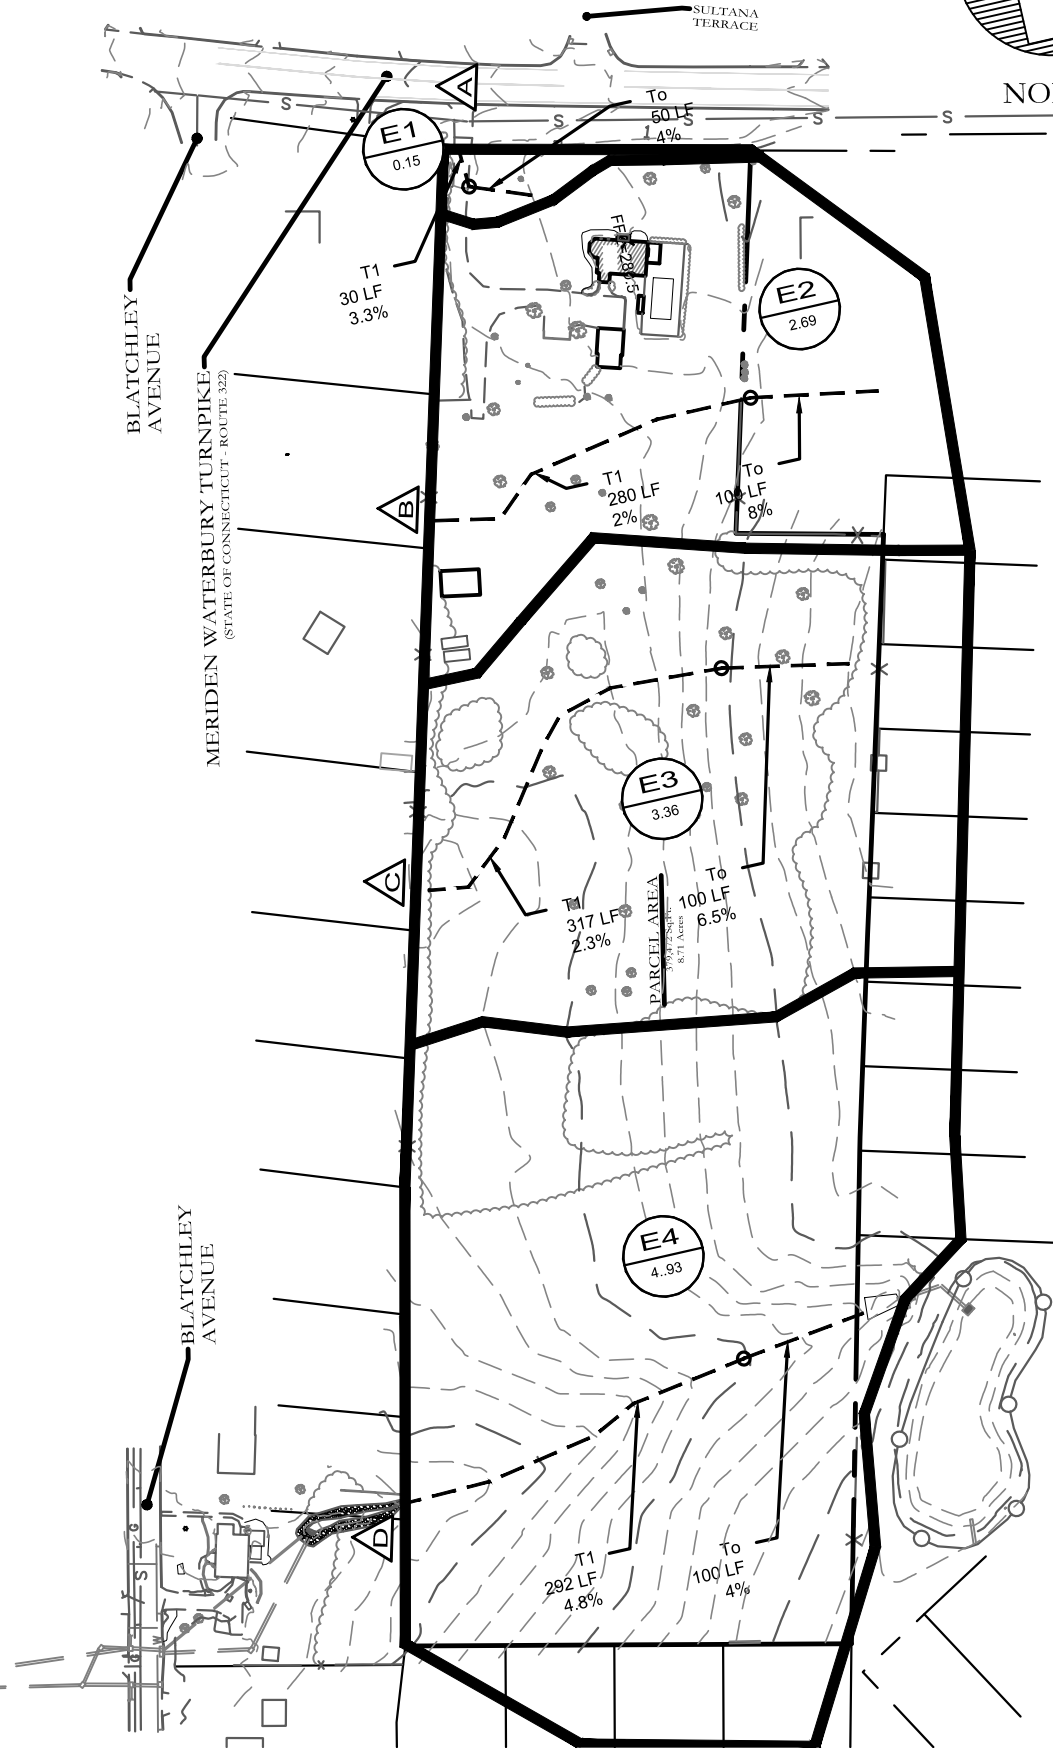 SULTANA
TERRACE
A
S
S
S
S
S
To
50 LF
4%
E1
0.15
T1
30 LF
3.3%
E2
2.69
BLATCHLEY
AVENUE
MERIDEN WATERBURY TURNPIKE
(STATE OF CONNECTICUT - ROUTE 322)
B
T1
280 LF
2%
To
100 LF
8%
E3
3.36
C
T1
317 LF
2.3%
To
100 LF
6.5%
PARCEL AREA
8.71 Acres
E4
4..93
BLATCHLEY
AVENUE
D
G
S
G
T1
292 LF
4.8%
To
100 LF
4%